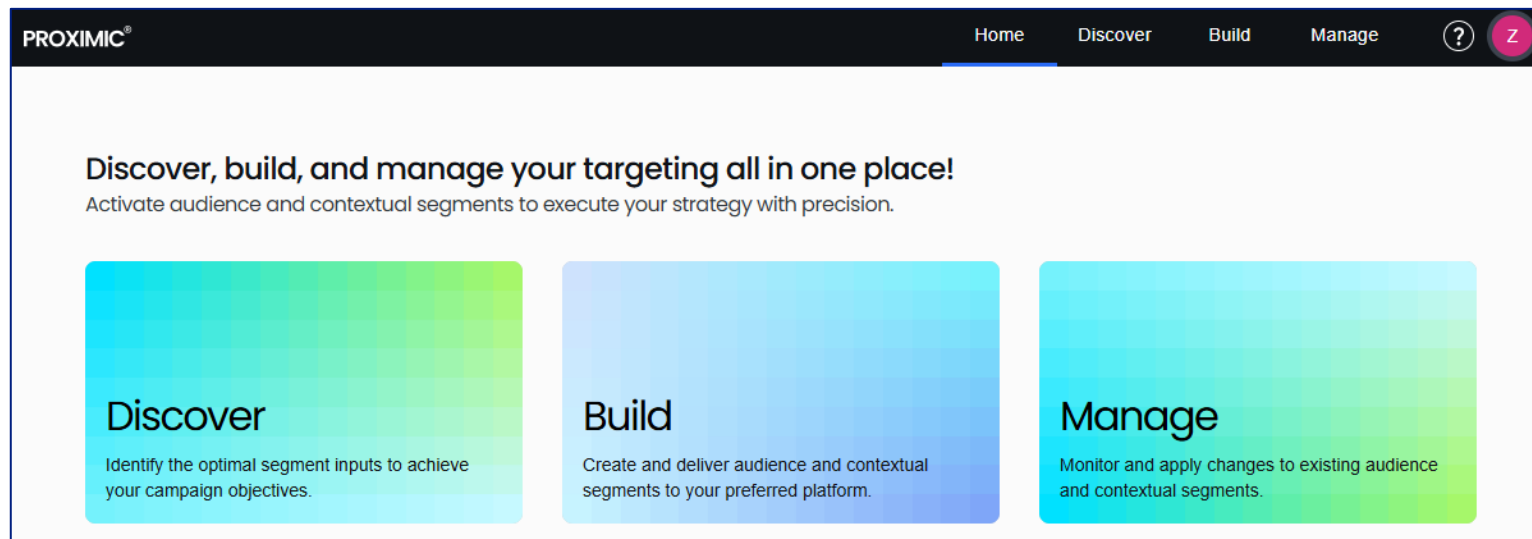 PROXIMIC®
Home
Discover
Build
Manage
?
Z
Discover, build, and manage your targeting all in one place!
Activate audience and contextual segments to execute your strategy with precision.
Discover
Identify the optimal segment inputs to achieve
your campaign objectives.
Build
Create and deliver audience and contextual
segments to your preferred platform.
Manage
Monitor and apply changes to existing audience
and contextual segments.